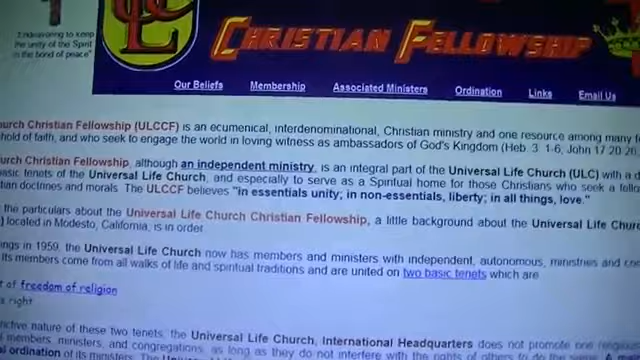 "Endeavoring to keep
the unity of the Spirit
in the bond of peace"
CHRISTIAN FELLOWSHIP
Our Beliefs Membership Associated Ministers Ordination Links Email Us
Christian Fellowship (ULCCF) is an ecumenical, interdenominational, Christian ministry and one resource among many
of faith, and who seek to engage the world in loving witness as ambassadors of God's Kingdom (Heb. 3 1-6, John 17 20-26
Christian Fellowship, although an independent ministry, is an integral part of the Universal Life Church (ULC) with a
basic tenets of the Universal Life Church, and especially to serve as a Spiritual home for those Christians who seek a
doctrines and morals. The ULCCF believes "in essentials unity; in non-essentials, liberty; in all things, love."
the particulars about the Universal Life Church Christian Fellowship, a little background about the Universal Life
located in Modesto, California, is in order
in 1959, the Universal Life Church now has members and ministers with independent, autonomous, ministries and
Its members come from all walks of life and spiritual traditions and are united on two basic tenets which are
of freedom of religion
right
nature of these two tenets, the Universal Life Church, International Headquarters does not promote one
members, ministers, and congregations, as long as they do not interfere with the rights of others to do the same. A
ordination of its ministers. The